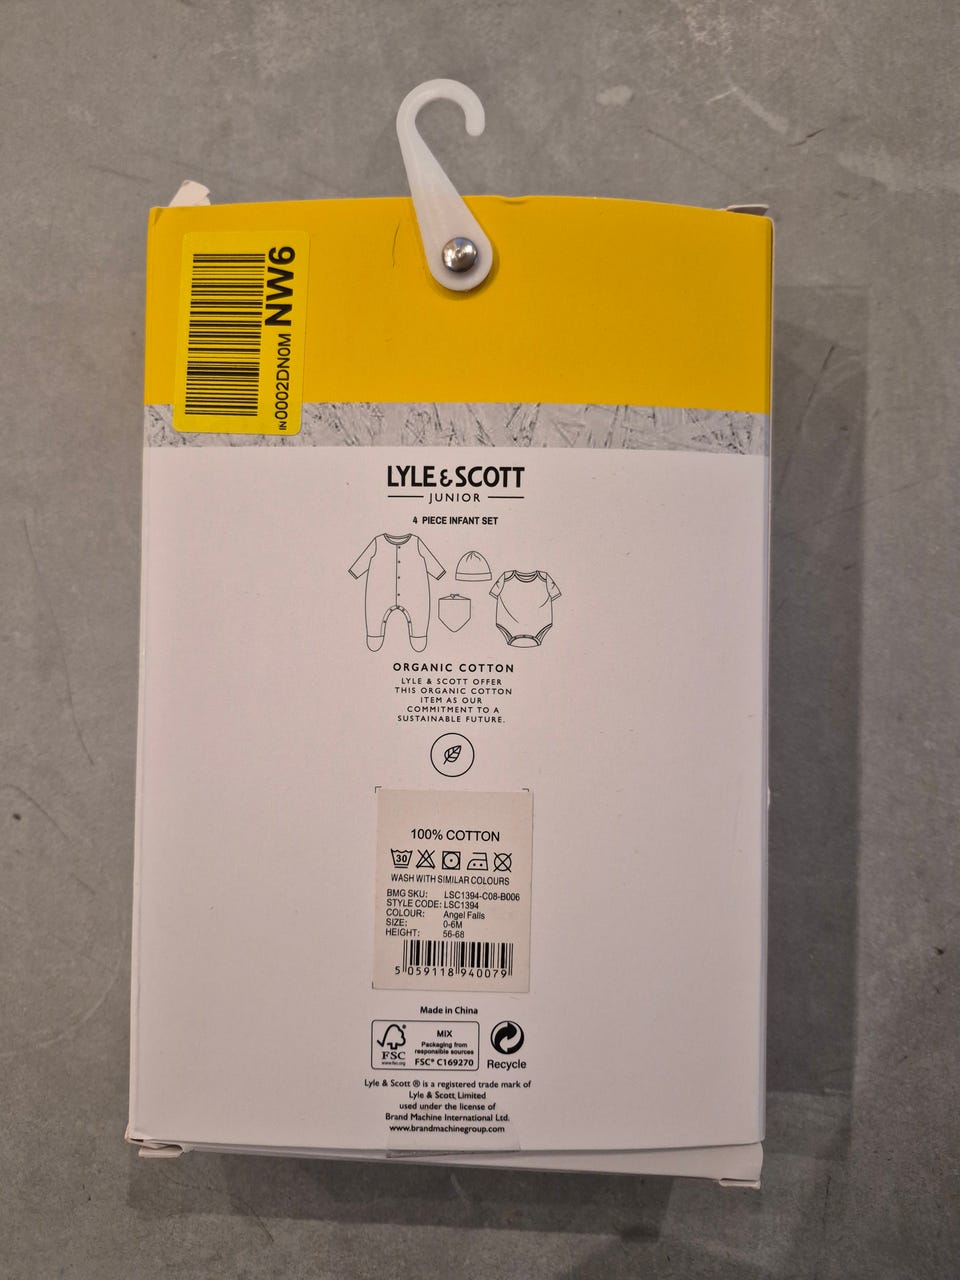 NW6
IN0002DN0M
LYLE & SCOTT
JUNIOR
4 PIECE INFANT SET
ORGANIC COTTON
LYLE & SCOTT OFFER
THIS ORGANIC COTTON
ITEM AS OUR
COMMITMENT TO A
SUSTAINABLE FUTURE.
100% COTTON
30
WASH WITH SIMILAR COLOURS
BMG SKU: LSC1394-C08-B006
STYLE CODE: LSC1394
COLOUR: Angel Falls
SIZE: 0-6M
HEIGHT: 56-68
5 059118 940079
Made in China
FSC
www.fsc.org
MIX
Packaging from
responsible sources
FSC® C169270
Recycle
Lyle & Scott ® is a registered trade mark of
Lyle & Scott Limited
used under the license of
Brand Machine International Ltd.
www.brandmachinegroup.com